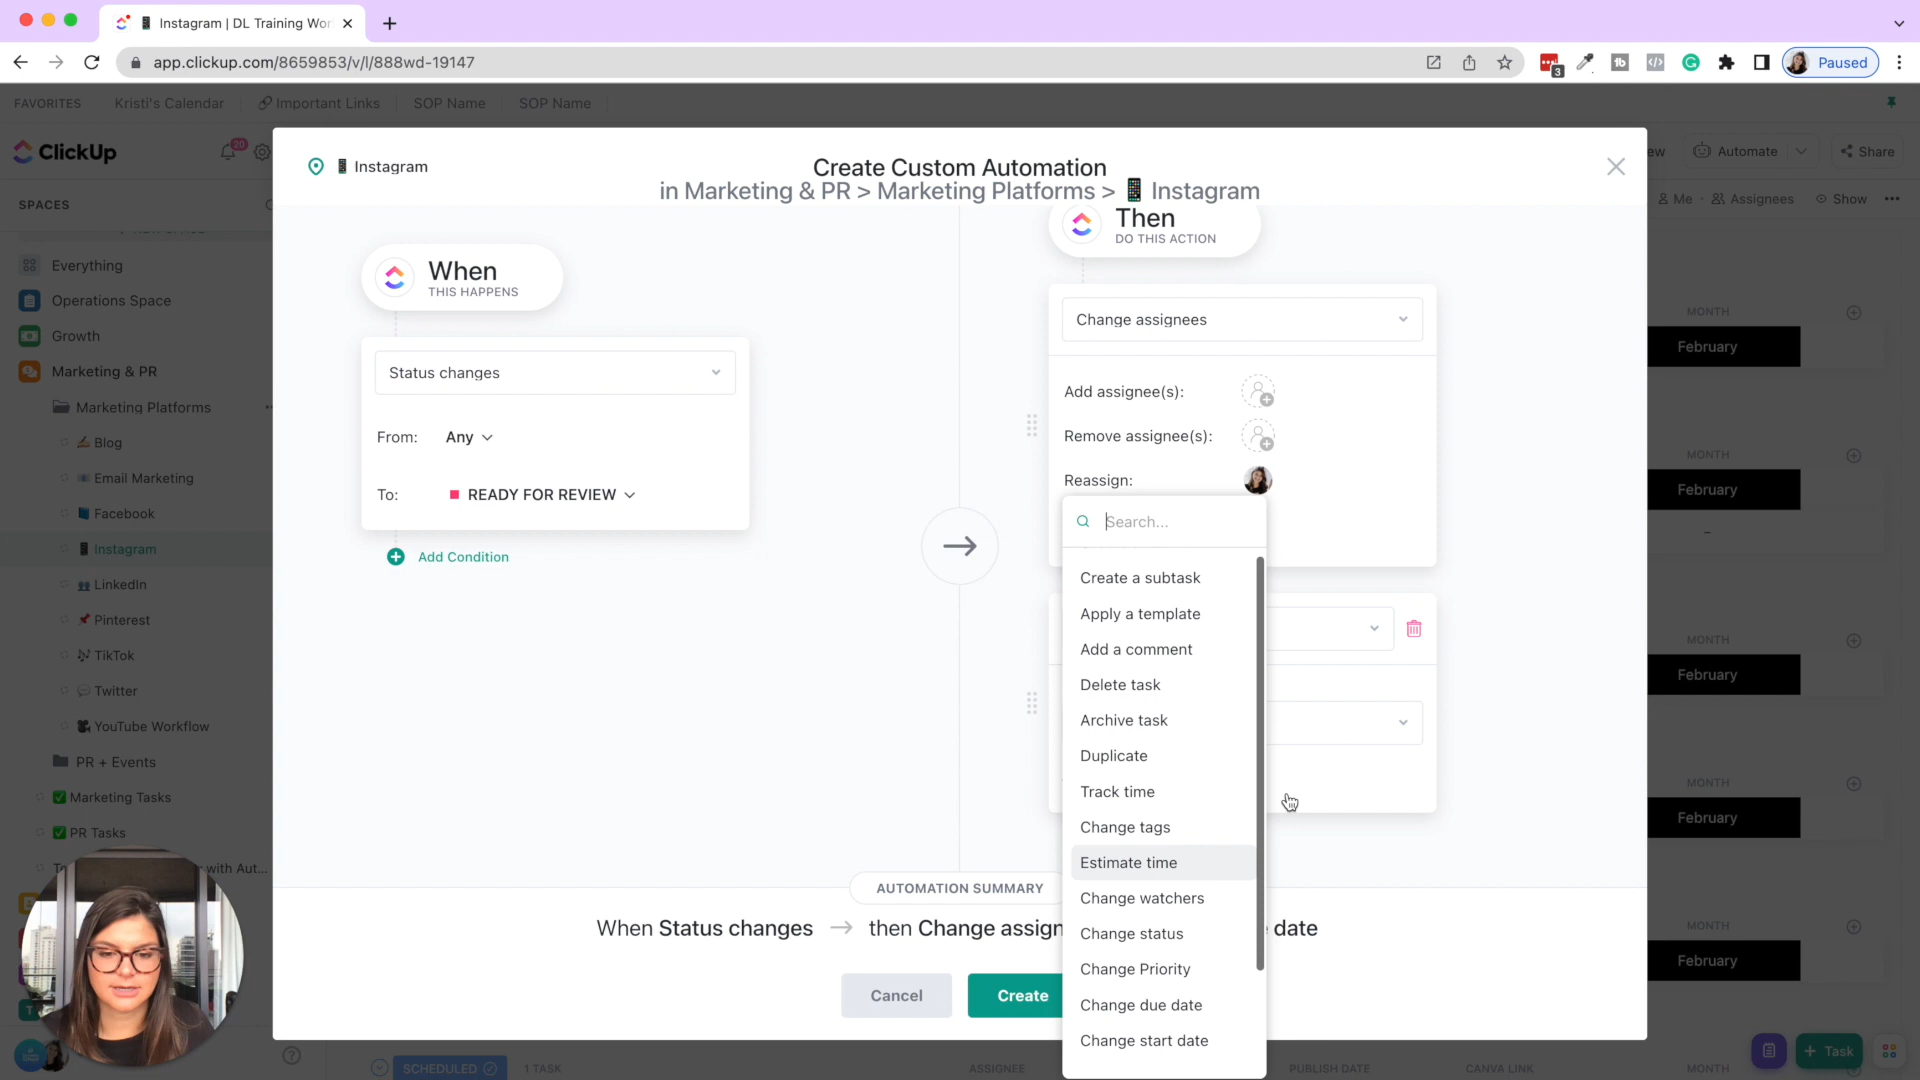 Instagram | DL Training Wor
app.clickup.com/8659853/v/l/888wd-19147
3
Paused
FAVORITES
Kristi's Calendar
Important Links
SOP Name
SOP Name
ClickUp
20
Instagram
Create Custom Automation
in Marketing & PR > Marketing Platforms > Instagram
ew
Automate
Share
SPACES
Me
Assignees
Show
Everything
Operations Space
Growth
Marketing & PR
Marketing Platforms
Blog
Email Marketing
Facebook
Instagram
LinkedIn
Pinterest
TikTok
Twitter
YouTube Workflow
PR + Events
Marketing Tasks
PR Tasks
with Aut...
When
THIS HAPPENS
Status changes
From:
Any
To:
READY FOR REVIEW
Add Condition
Then
DO THIS ACTION
Change assignees
Add assignee(s):
Remove assignee(s):
Reassign:
Search...
Create a subtask
Apply a template
Add a comment
Delete task
Archive task
Duplicate
Track time
Change tags
Estimate time
Change watchers
Change status
Change Priority
Change due date
Change start date
AUTOMATION SUMMARY
When Status changes → then Change assign
date
Cancel
Create
MONTH
February
MONTH
February
–
MONTH
February
MONTH
February
MONTH
February
SCHEDULED
1 TASK
ASSIGNEE
PUBLISH DATE
CANVA LINK
MONTH
+ Task